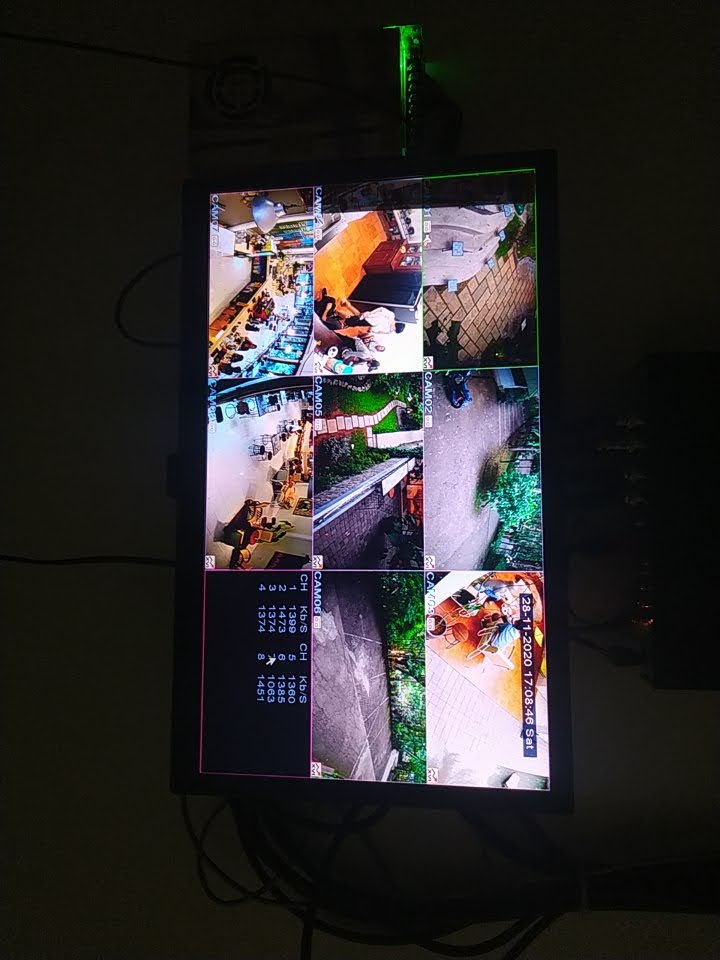 28-11-2020 17:08:46 Sat
CAM02
CAM05
CAM06
CAM07
CH Kb/S CH Kb/S
1 1399 5 1360
2 1473 6 1385
3 1374 1063
4 1374 8 1451